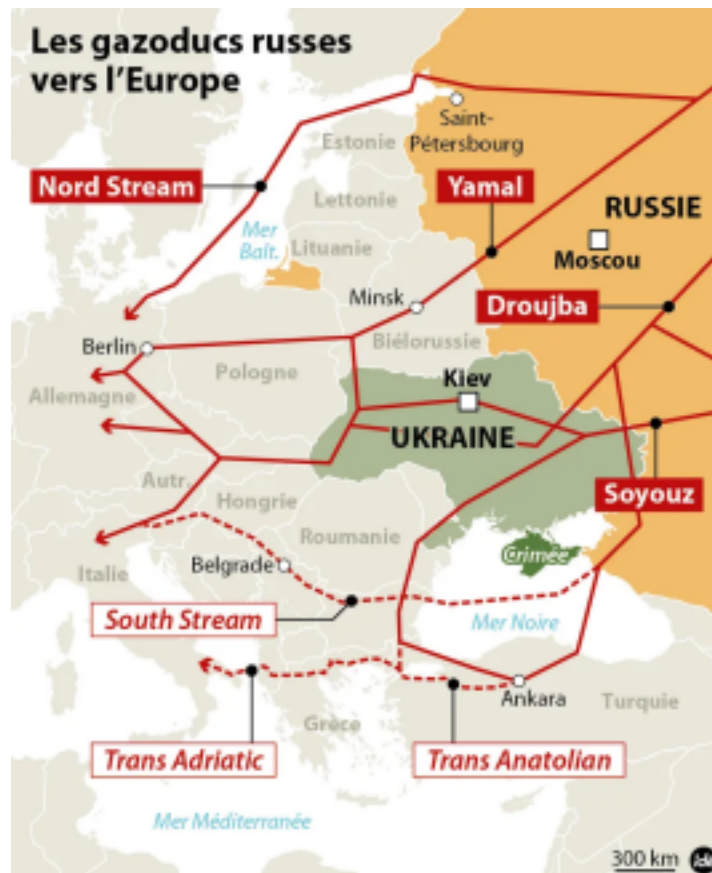 Les gazoducs russes
vers l'Europe
Saint-
Pétersbourg
Estonie
Nord Stream
Lettonie
Yamal
RUSSIE
Mer
Balt.
Lituanie
Moscou
Minsk
Droujba
Berlin
Biélorussie
Pologne
Kiev
Allemagne
UKRAINE
Autr.
Soyouz
Hongrie
Roumanie
Crimée
Belgrade
Italie
South Stream
Mer Noire
Ankara
Turquie
Grèce
Trans Adriatic
Trans Anatolian
Mer Méditerranée
300 km